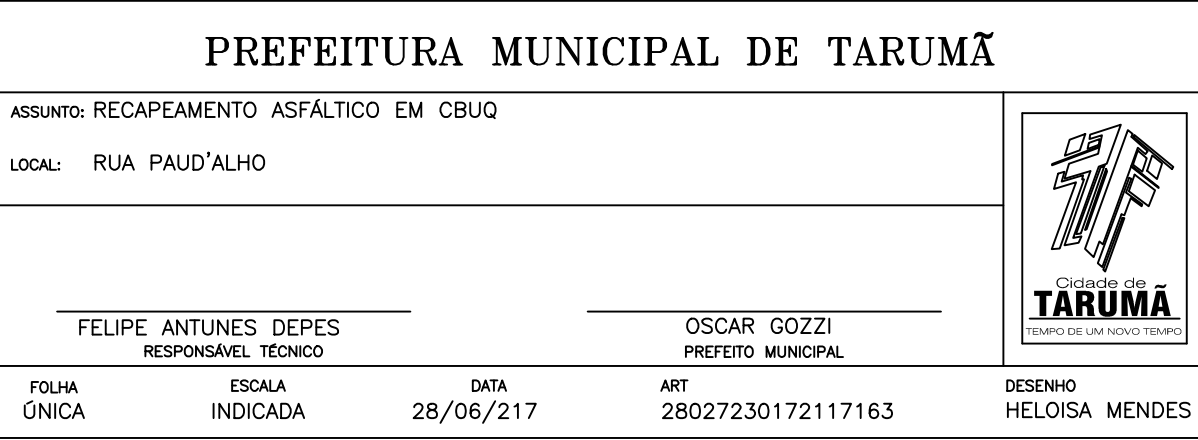 PREFEITURA MUNICIPAL DE TARUMÃ
ASSUNTO: RECAPEAMENTO ASFÁLTICO EM CBUQ
LOCAL: RUA PAUD'ALHO
Cidade de
TARUMÃ
TEMPO DE UM NOVO TEMPO
FELIPE ANTUNES DEPES
RESPONSÁVEL TÉCNICO
OSCAR GOZZI
PREFEITO MUNICIPAL
FOLHA ESCALA DATA ART DESENHO
ÚNICA INDICADA 28/06/217 28027230172117163 HELOISA MENDES